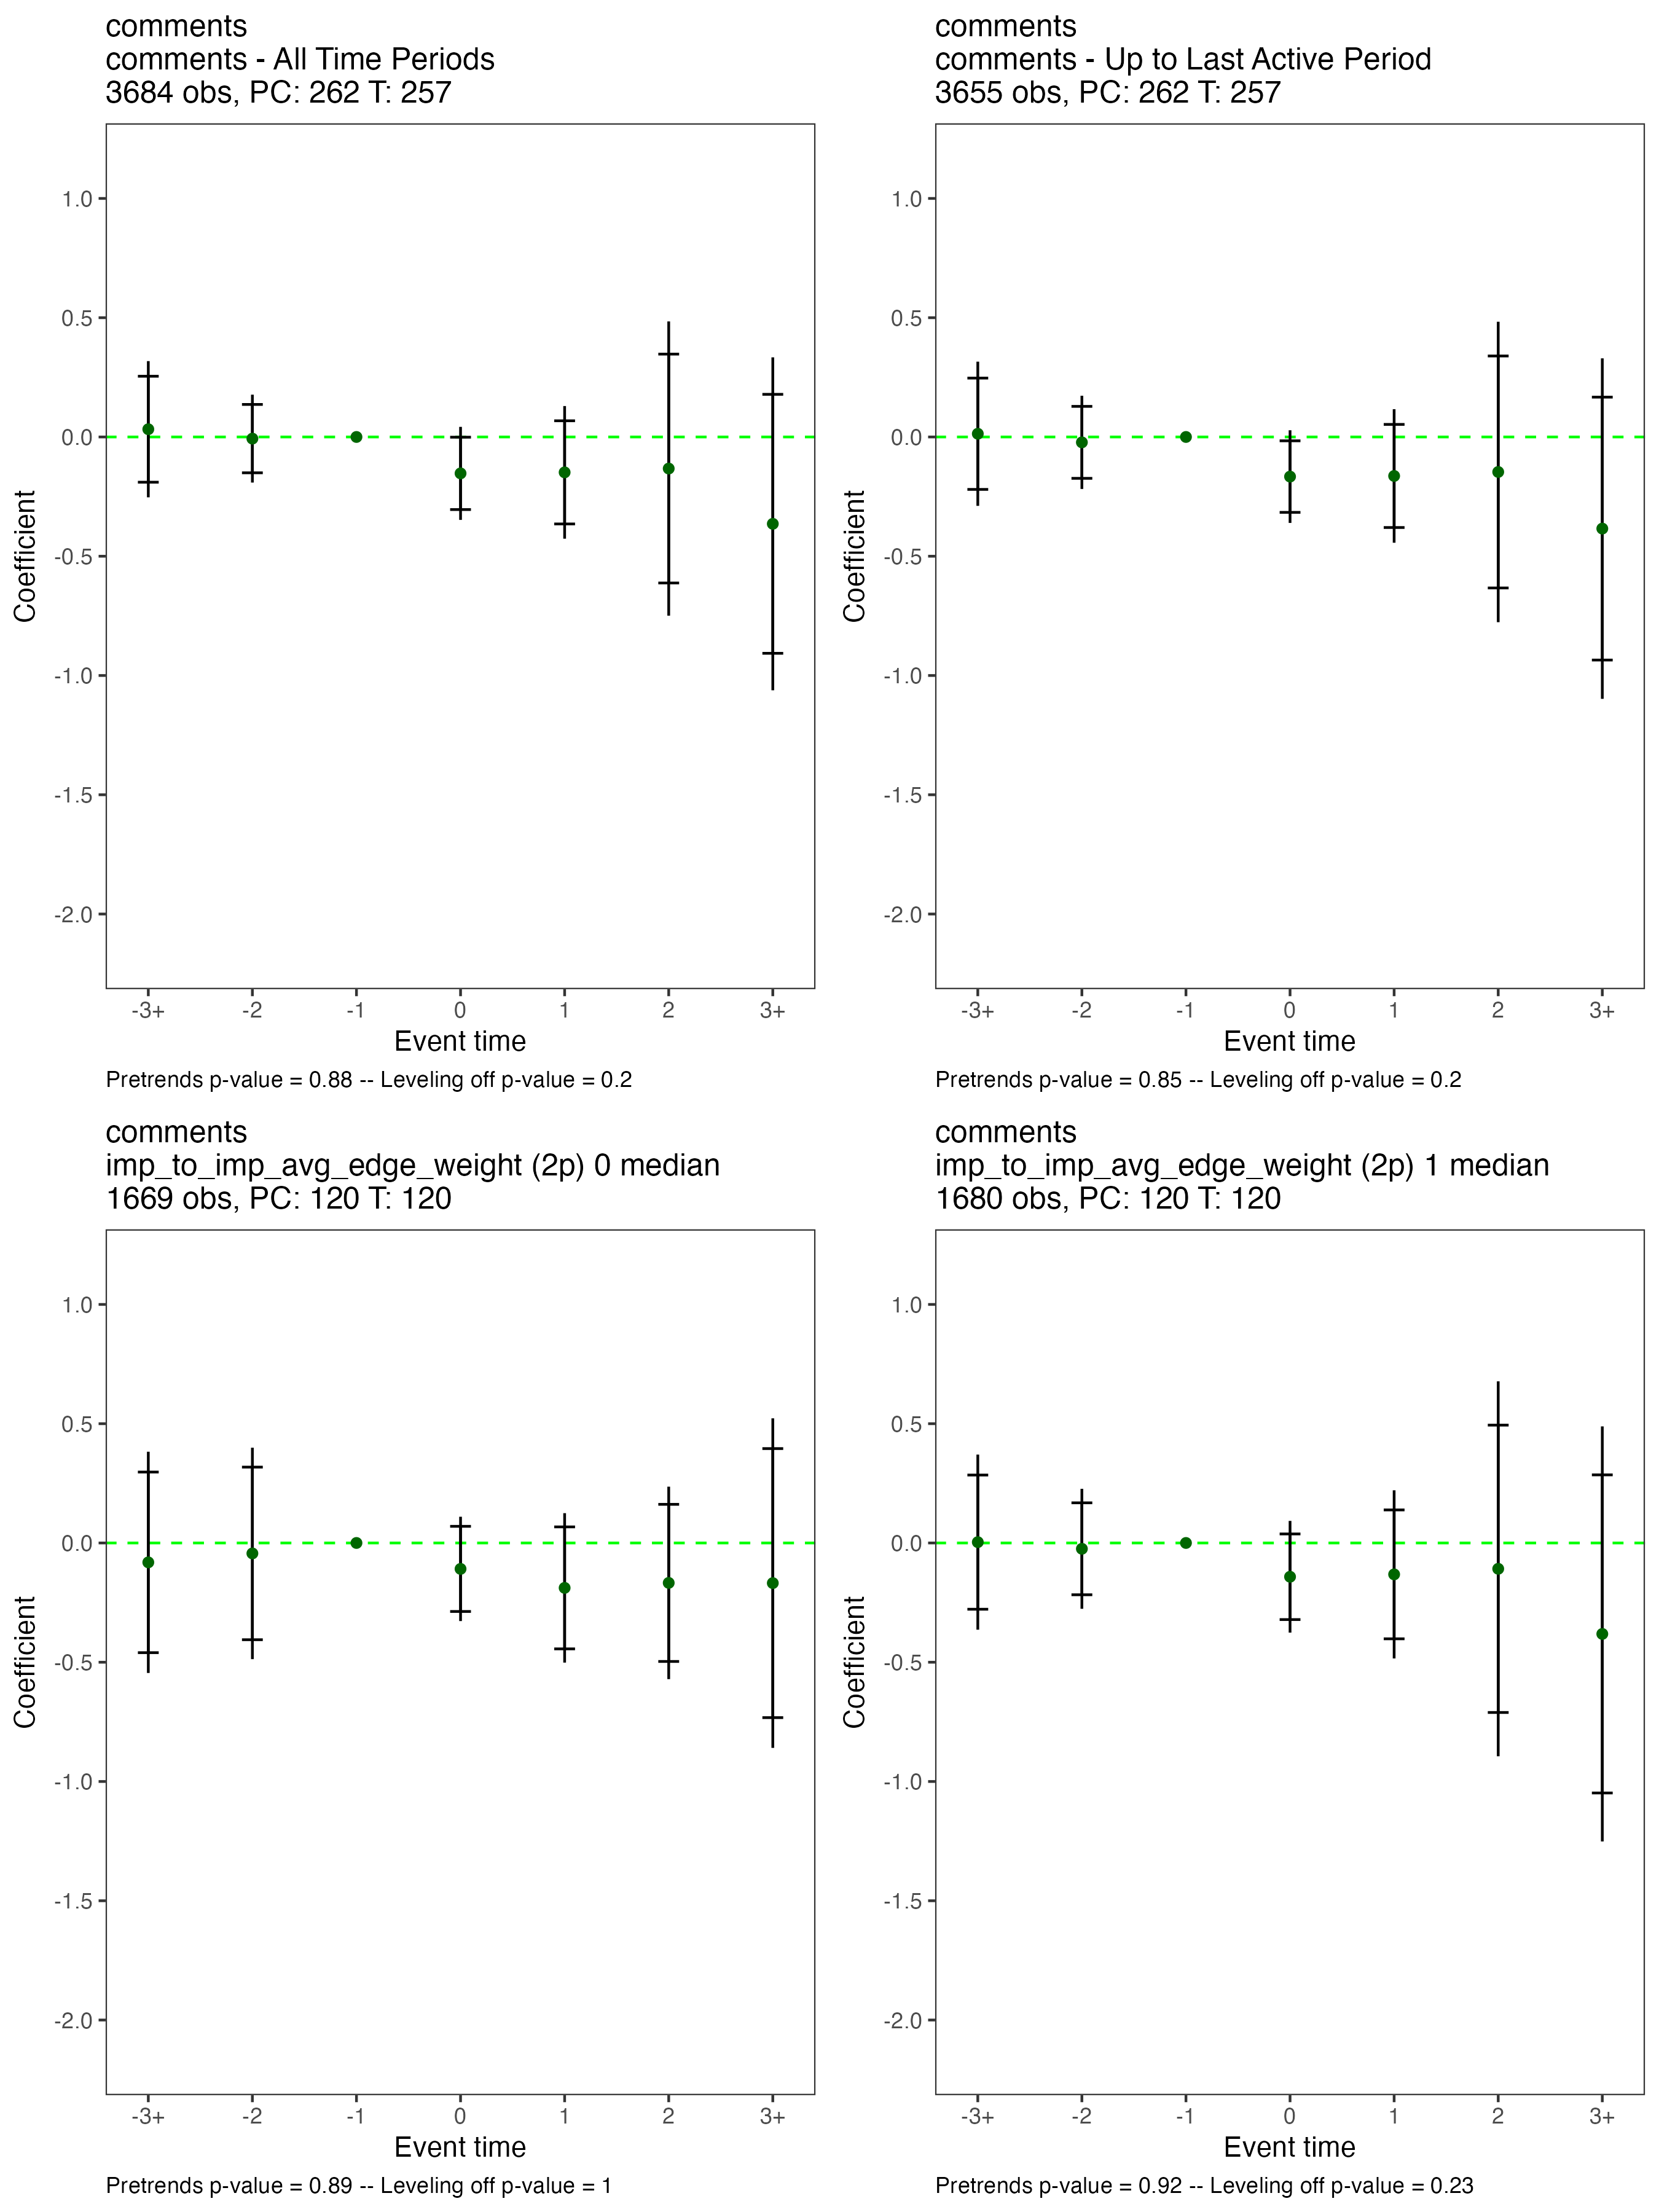 comments
comments - All Time Periods
3684 obs, PC: 262 T: 257
1.0
0.5
0.0
-0.5
-1.0
-1.5
-2.0
Coefficient
-3+ -2 -1 0 1 2 3+
Event time
Pretrends p-value = 0.88 -- Leveling off p-value = 0.2
comments
comments - Up to Last Active Period
3655 obs, PC: 262 T: 257
1.0
0.5
0.0
-0.5
-1.0
-1.5
-2.0
Coefficient
-3+ -2 -1 0 1 2 3+
Event time
Pretrends p-value = 0.85 -- Leveling off p-value = 0.2
comments
imp_to_imp_avg_edge_weight (2p) 0 median
1669 obs, PC: 120 T: 120
1.0
0.5
0.0
-0.5
-1.0
-1.5
-2.0
Coefficient
-3+ -2 -1 0 1 2 3+
Event time
Pretrends p-value = 0.89 -- Leveling off p-value = 1
comments
imp_to_imp_avg_edge_weight (2p) 1 median
1680 obs, PC: 120 T: 120
1.0
0.5
0.0
-0.5
-1.0
-1.5
-2.0
Coefficient
-3+ -2 -1 0 1 2 3+
Event time
Pretrends p-value = 0.92 -- Leveling off p-value = 0.23